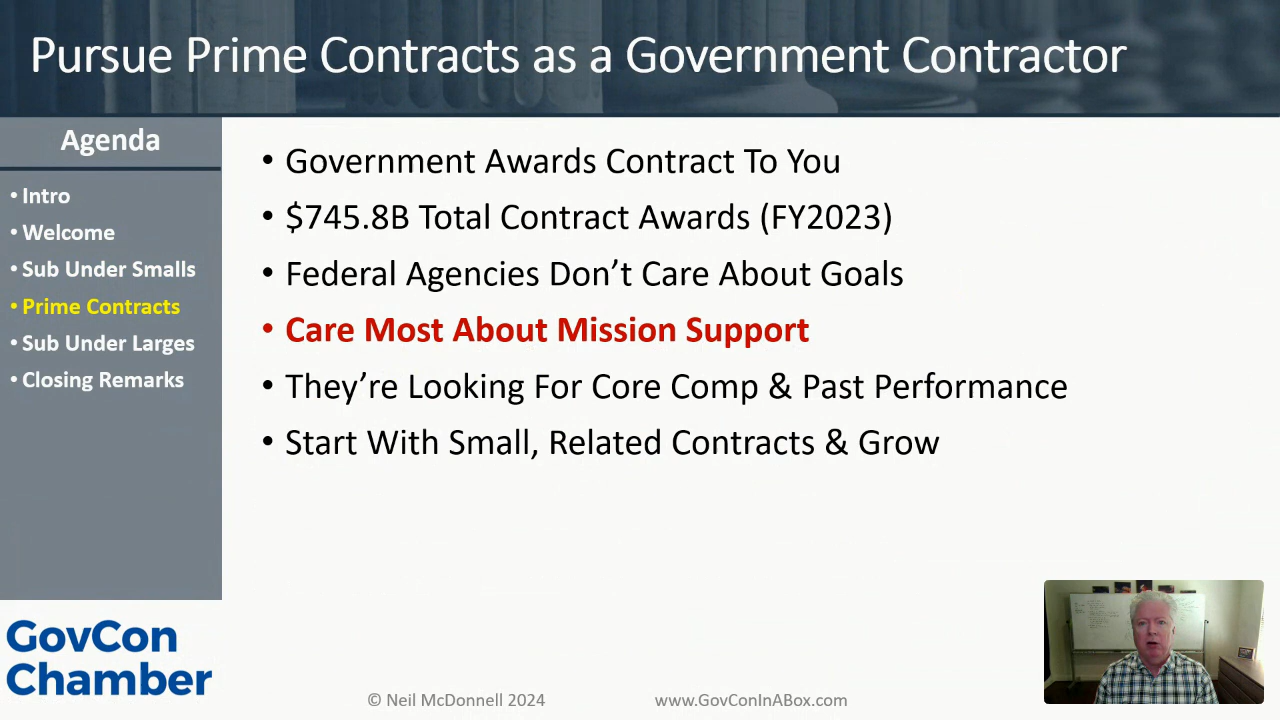 Pursue Prime Contracts as a Government Contractor
Agenda
• Intro
• Welcome
• Sub Under Smalls
• Prime Contracts
• Sub Under Larges
• Closing Remarks
• Government Awards Contract To You
• $745.8B Total Contract Awards (FY2023)
• Federal Agencies Don’t Care About Goals
• Care Most About Mission Support
• They’re Looking For Core Comp & Past Performance
• Start With Small, Related Contracts & Grow
GovCon
Chamber
© Neil McDonnell 2024
www.GovConInABox.com